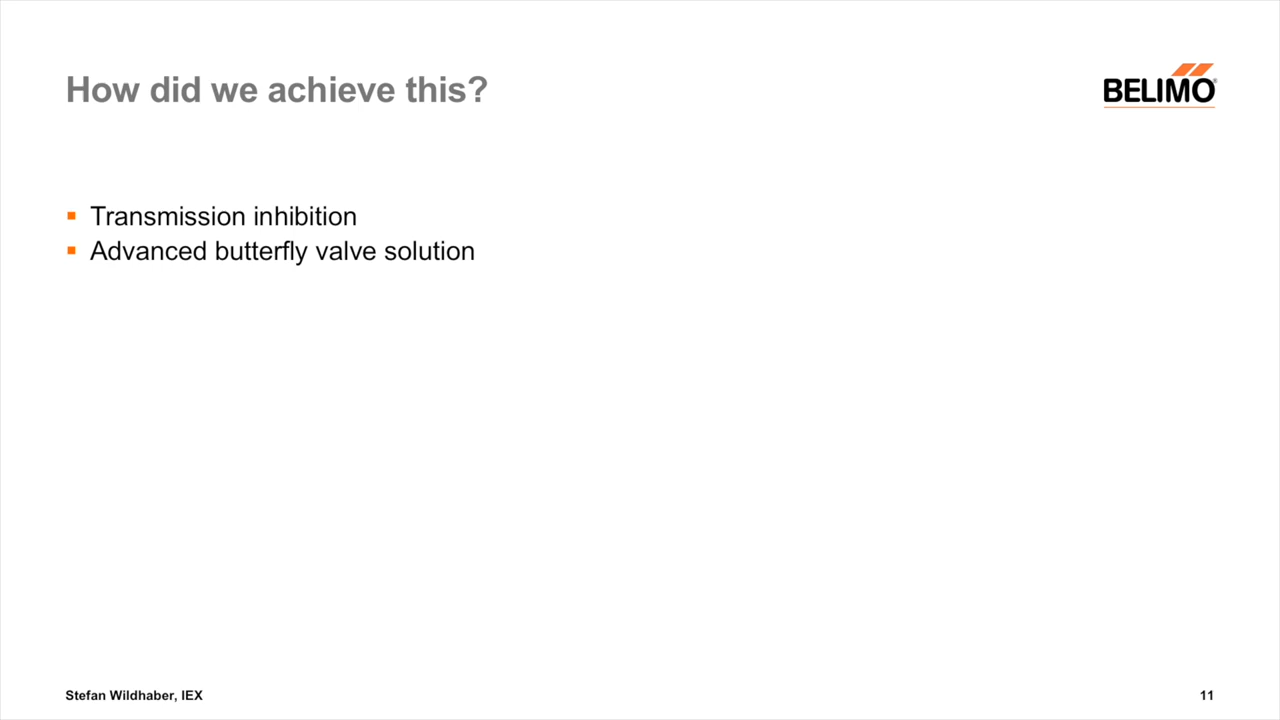 How did we achieve this?
BELIMO
Transmission inhibition
Advanced butterfly valve solution
Stefan Wildhaber, IEX
11